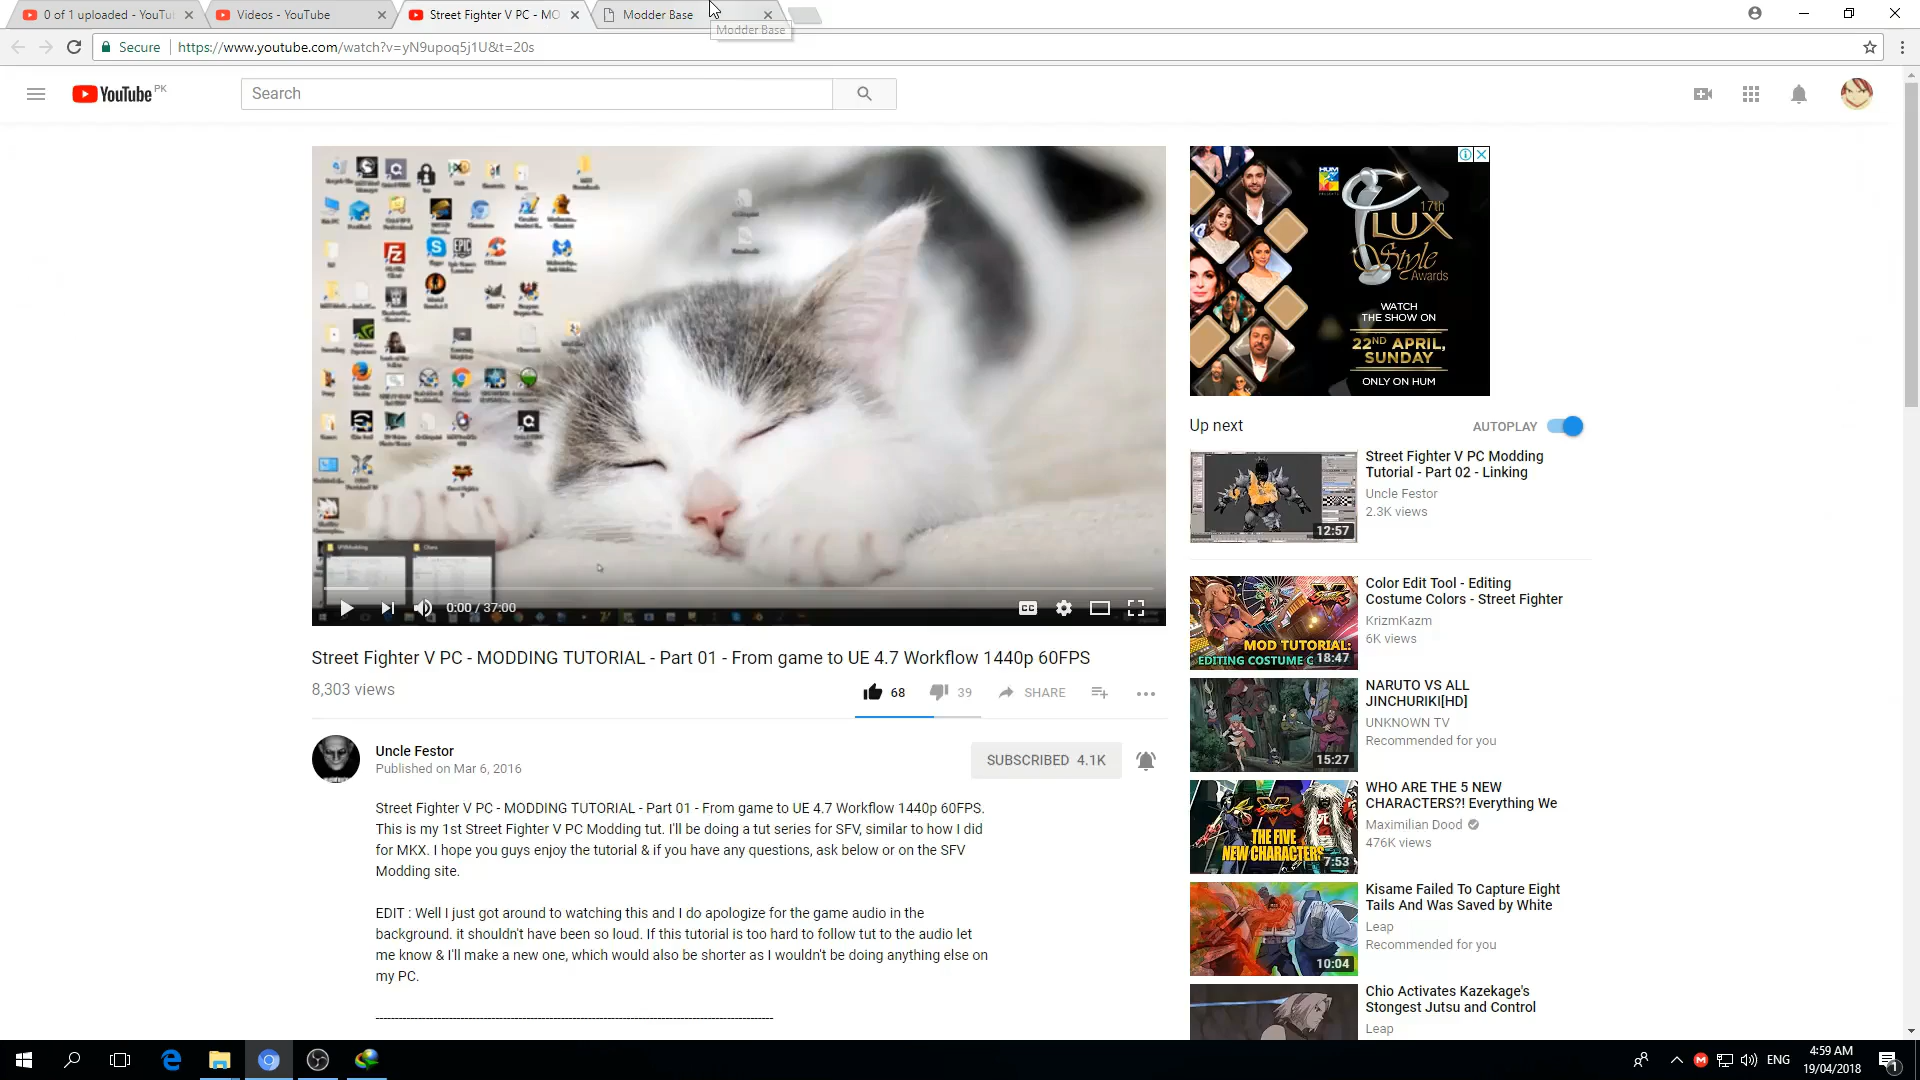 0 of 1 uploaded - YouTu
Videos - YouTube
Street Fighter V PC - MO
Modder Base
Modder Base
Secure
https://www.youtube.com/watch?v=yN9upoq5j1U&t=20s
YouTube PK
Search
HUM
17th
LUX
Style
Awards
WATCH
THE SHOW ON
22ND APRIL,
SUNDAY
ONLY ON HUM
0:00 / 37:00
CC
Street Fighter V PC - MODDING TUTORIAL - Part 01 - From game to UE 4.7 Workflow 1440p 60FPS
8,303 views
68
39
SHARE
Uncle Festor
Published on Mar 6, 2016
SUBSCRIBED 4.1K
Street Fighter V PC - MODDING TUTORIAL - Part 01 - From game to UE 4.7 Workflow 1440p 60FPS.
This is my 1st Street Fighter V PC Modding tut. I'll be doing a tut series for SFV, similar to how I did
for MKX. I hope you guys enjoy the tutorial & if you have any questions, ask below or on the SFV
Modding site.
EDIT : Well I just got around to watching this and I do apologize for the game audio in the
background. it shouldn't have been so loud. If this tutorial is too hard to follow tut to the audio let
me know & I'll make a new one, which would also be shorter as I wouldn't be doing anything else on
my PC.
Up next
AUTOPLAY
Street Fighter V PC Modding
Tutorial - Part 02 - Linking
Uncle Festor
2.3K views
12:57
Color Edit Tool - Editing
Costume Colors - Street Fighter
KrizmKazm
6K views
MOD TUTORIAL:
EDITING COSTUME C
18:47
NARUTO VS ALL
JINCHURIKI[HD]
UNKNOWN TV
Recommended for you
15:27
WHO ARE THE 5 NEW
CHARACTERS?! Everything We
Maximilian Dood
476K views
THE FIVE
NEW CHARACTERS
7:53
Kisame Failed To Capture Eight
Tails And Was Saved by White
Leap
Recommended for you
10:04
Chio Activates Kazekage's
Stongest Jutsu and Control
Leap
ENG
4:59 AM
19/04/2018
1